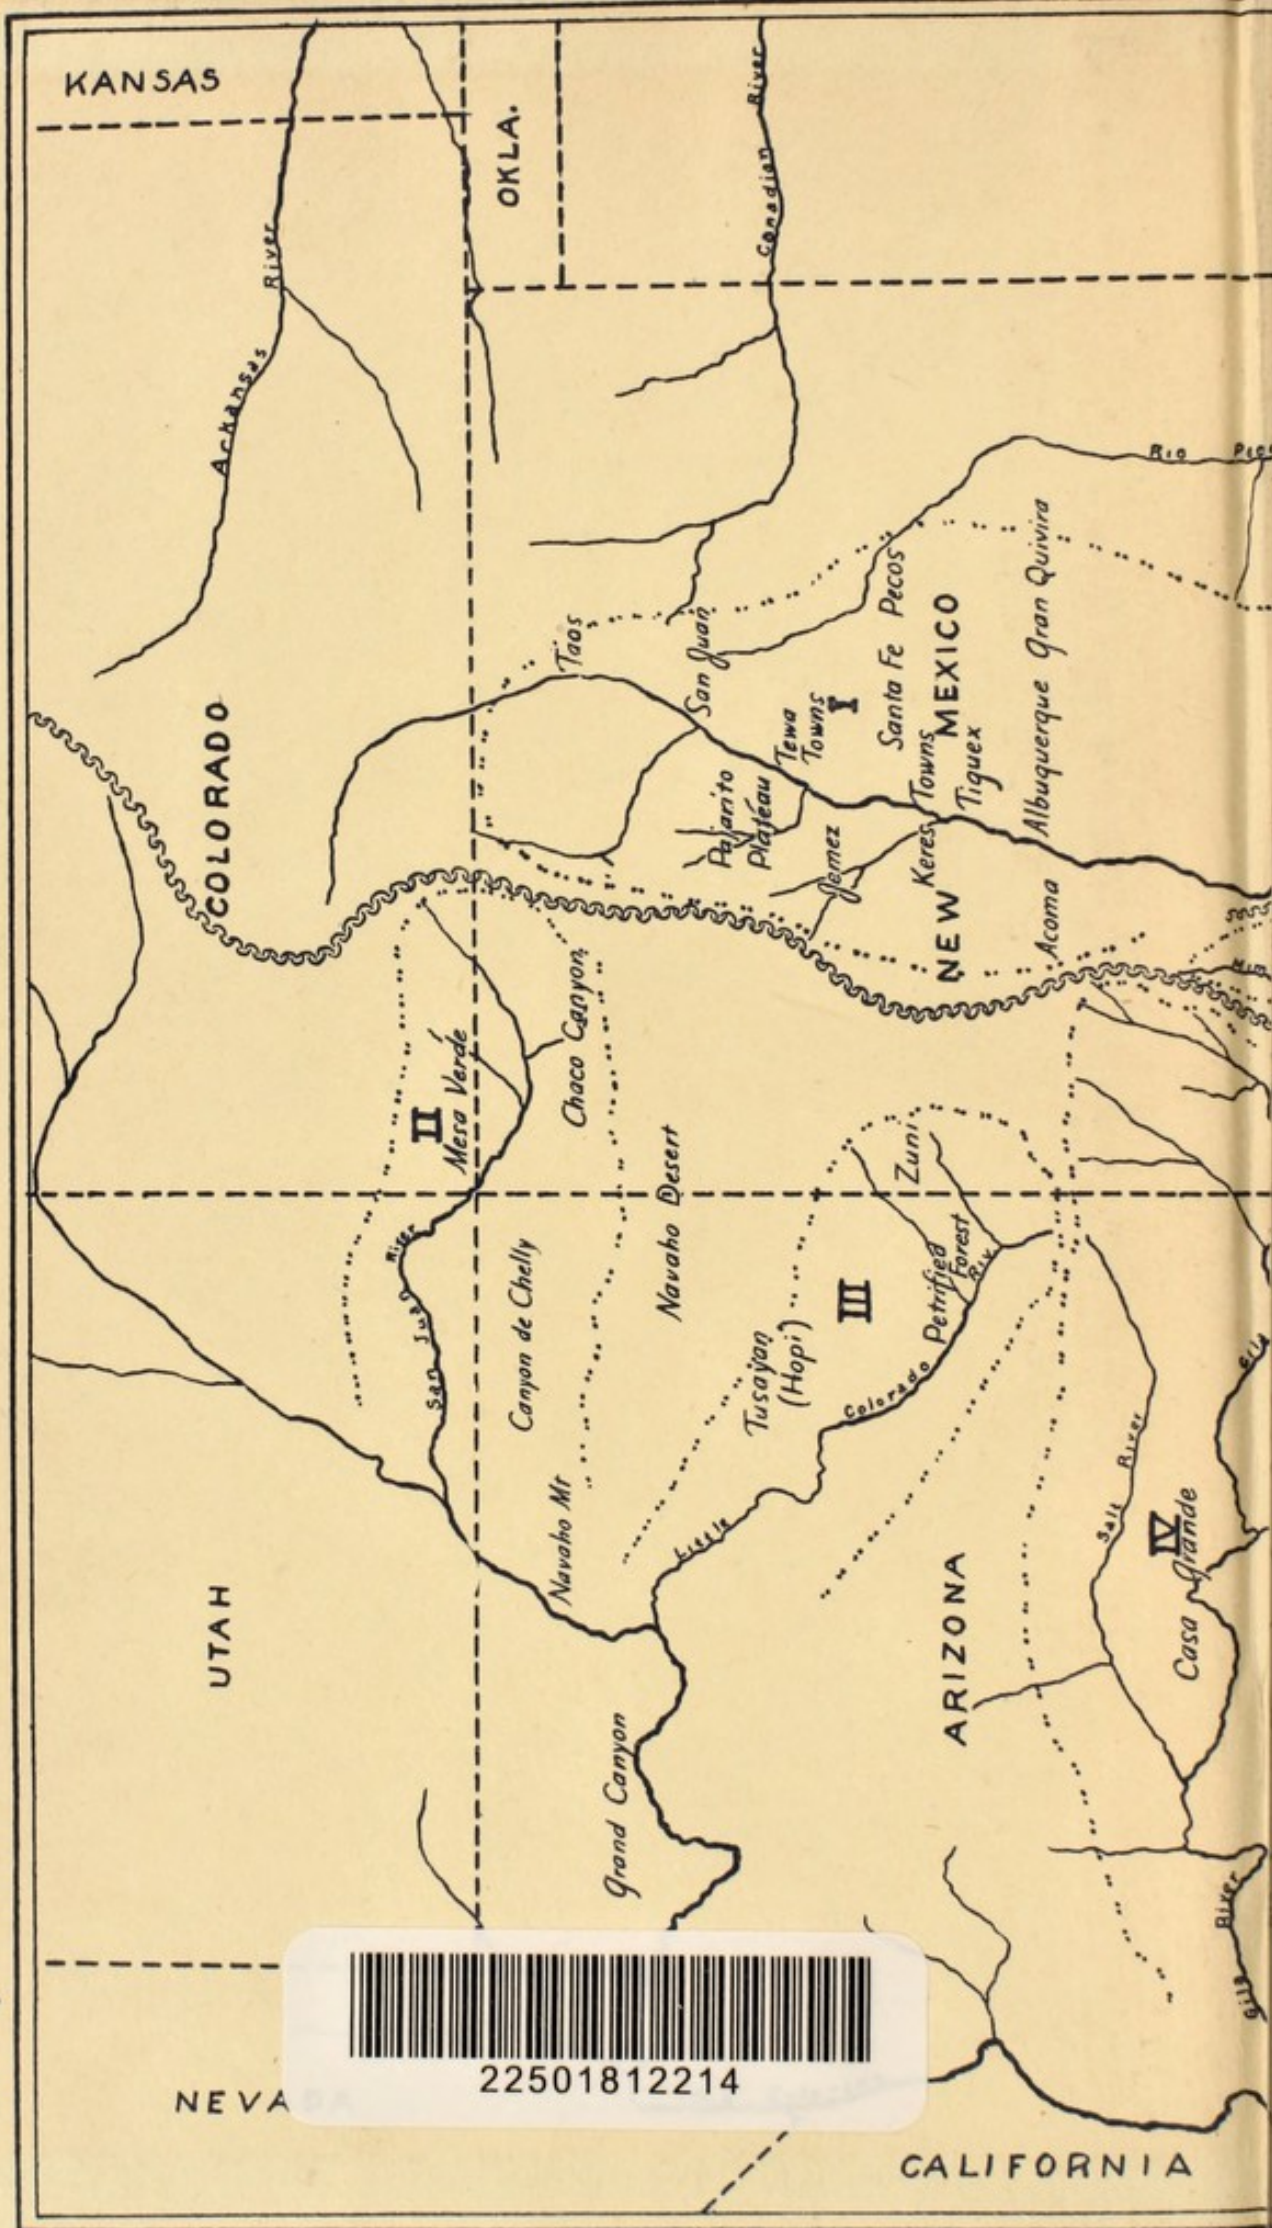 KANSAS
OKLA.
Arkansas River
Canadian River
COLORADO
UTAH
NEVA
CALIFORNIA
ARIZONA
NEW MEXICO
RIO
Taos
San Juan
Tewa
Towns
I
Santa Fe
Pecos
Pajarito
Plateau
Jemez
Keres Towns
Tiguex
Albuquerque
Gran Quivira
Acoma
II
Mesa Verdé
Chaco Canyon
San Juan River
Canyon de Chelly
Navaho Desert
Navaho Mt
Zuni
Petrified
Forest
III
Tusayan
(Hopi)
Little Colorado Riv
Grand Canyon
Salt River
IV
Casa Grande
Gila
Gila River
22501812214